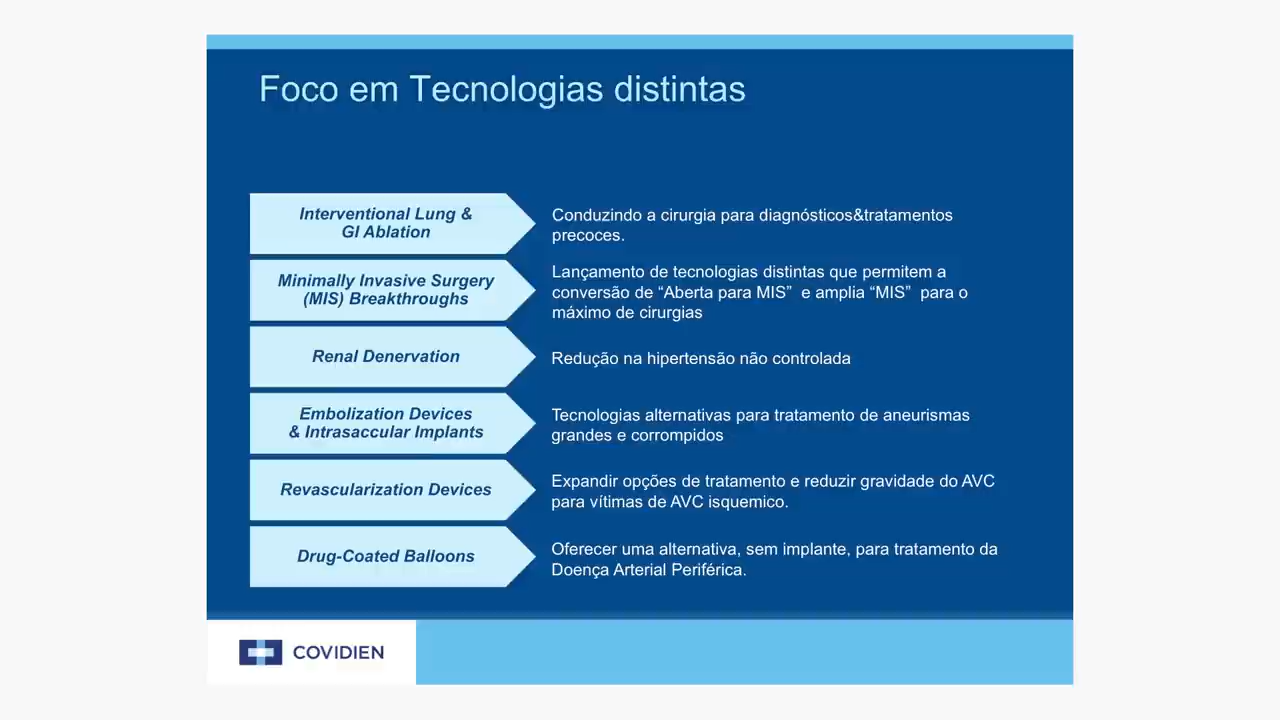 Foco em Tecnologias distintas
Interventional Lung &
GI Ablation
Conduzindo a cirurgia para diagnósticos&tratamentos
precoces.
Minimally Invasive Surgery
(MIS) Breakthroughs
Lançamento de tecnologias distintas que permitem a
conversão de “Aberta para MIS”  e amplia “MIS”  para o
máximo de cirurgias
Renal Denervation
Redução na hipertensão não controlada
Embolization Devices
& Intrasaccular Implants
Tecnologias alternativas para tratamento de aneurismas
grandes e corrompidos
Revascularization Devices
Expandir opções de tratamento e reduzir gravidade do AVC
para vítimas de AVC isquemico.
Drug-Coated Balloons
Oferecer uma alternativa, sem implante, para tratamento da
Doença Arterial Periférica.
COVIDIEN